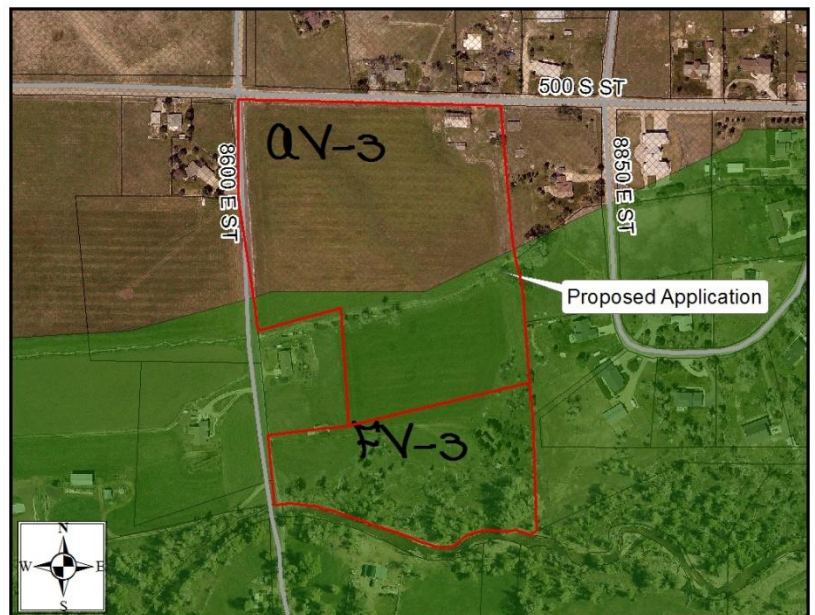 500 S ST
av-3
8600 E ST
8850 E ST
Proposed Application
FV-3
N
W E
S